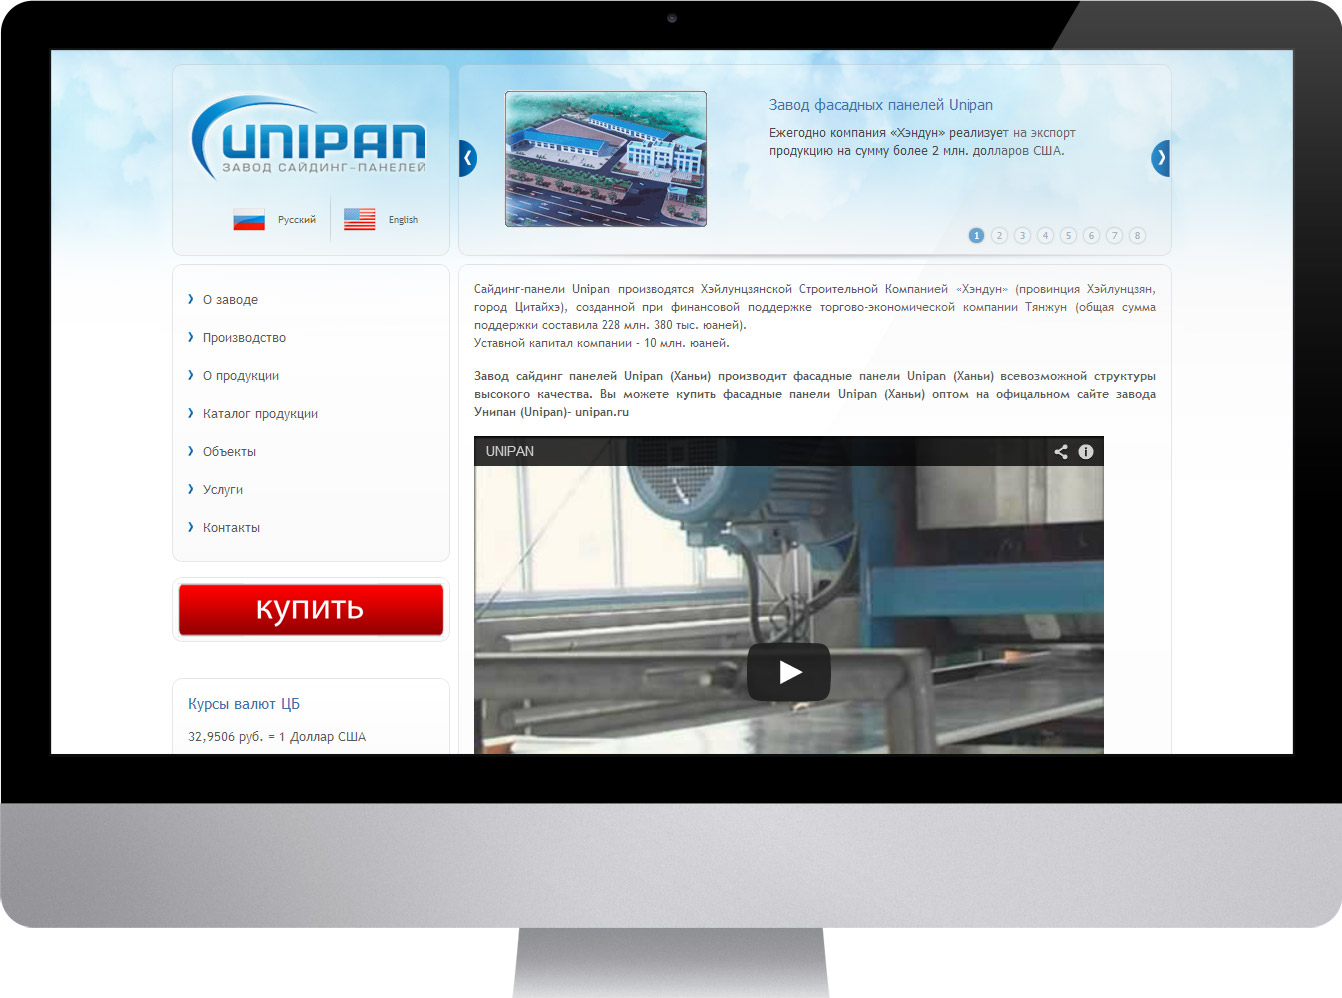 UNIPAN
ЗАВОД САЙДИНГ-ПАНЕЛЕЙ
Русский
English
Завод фасадных панелей Unipan
Ежегодно компания «Хэндун» реализует на экспорт
продукцию на сумму более 2 млн. долларов США.
1 2 3 4 5 6 7 8
О заводе
Производство
О продукции
Каталог продукции
Объекты
Услуги
Контакты
купить
Курсы валют ЦБ
32,9506 руб. = 1 Доллар США
Сайдинг-панели Unipan производятся Хэйлунцзянской Строительной Компанией «Хэндун» (провинция Хэйлунцзян,
город Цитайхэ), созданной при финансовой поддержке торгово-экономической компании Тянжун (общая сумма
поддержки составила 228 млн. 380 тыс. юаней).
Уставной капитал компании - 10 млн. юаней.
Завод сайдинг панелей Unipan (Ханьи) производит фасадные панели Unipan (Ханьи) всевозможной структуры
высокого качества. Вы можете купить фасадные панели Unipan (Ханьи) оптом на офицальном сайте завода
Унипан (Unipan)- unipan.ru
UNIPAN